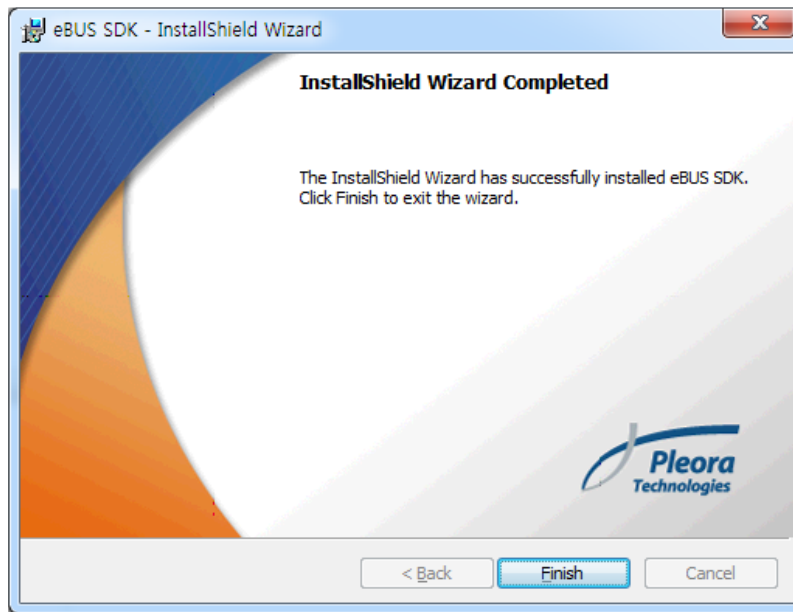 eBUS SDK - InstallShield Wizard
InstallShield Wizard Completed
The InstallShield Wizard has successfully installed eBUS SDK.
Click Finish to exit the wizard.
Pleora
Technologies
< Back
Finish
Cancel